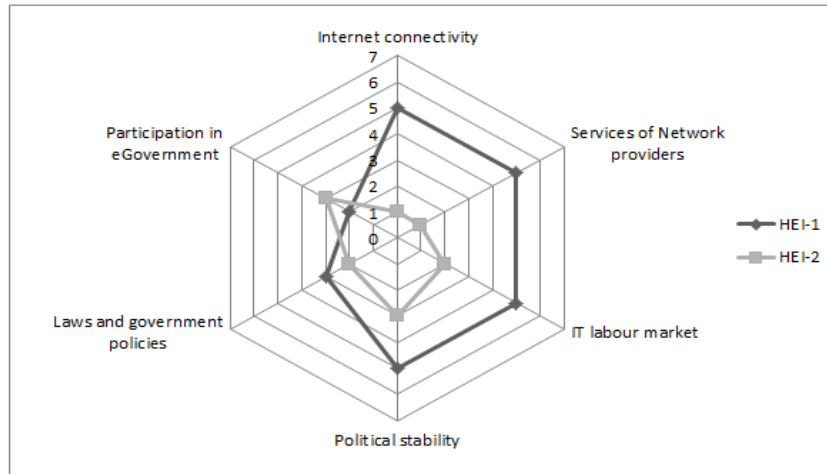 Internet connectivity
7
6
5
4
3
2
1
0
Participation in
eGovernment
Services of Network
providers
HEI-1
HEI-2
Laws and government
policies
IT labour market
Political stability